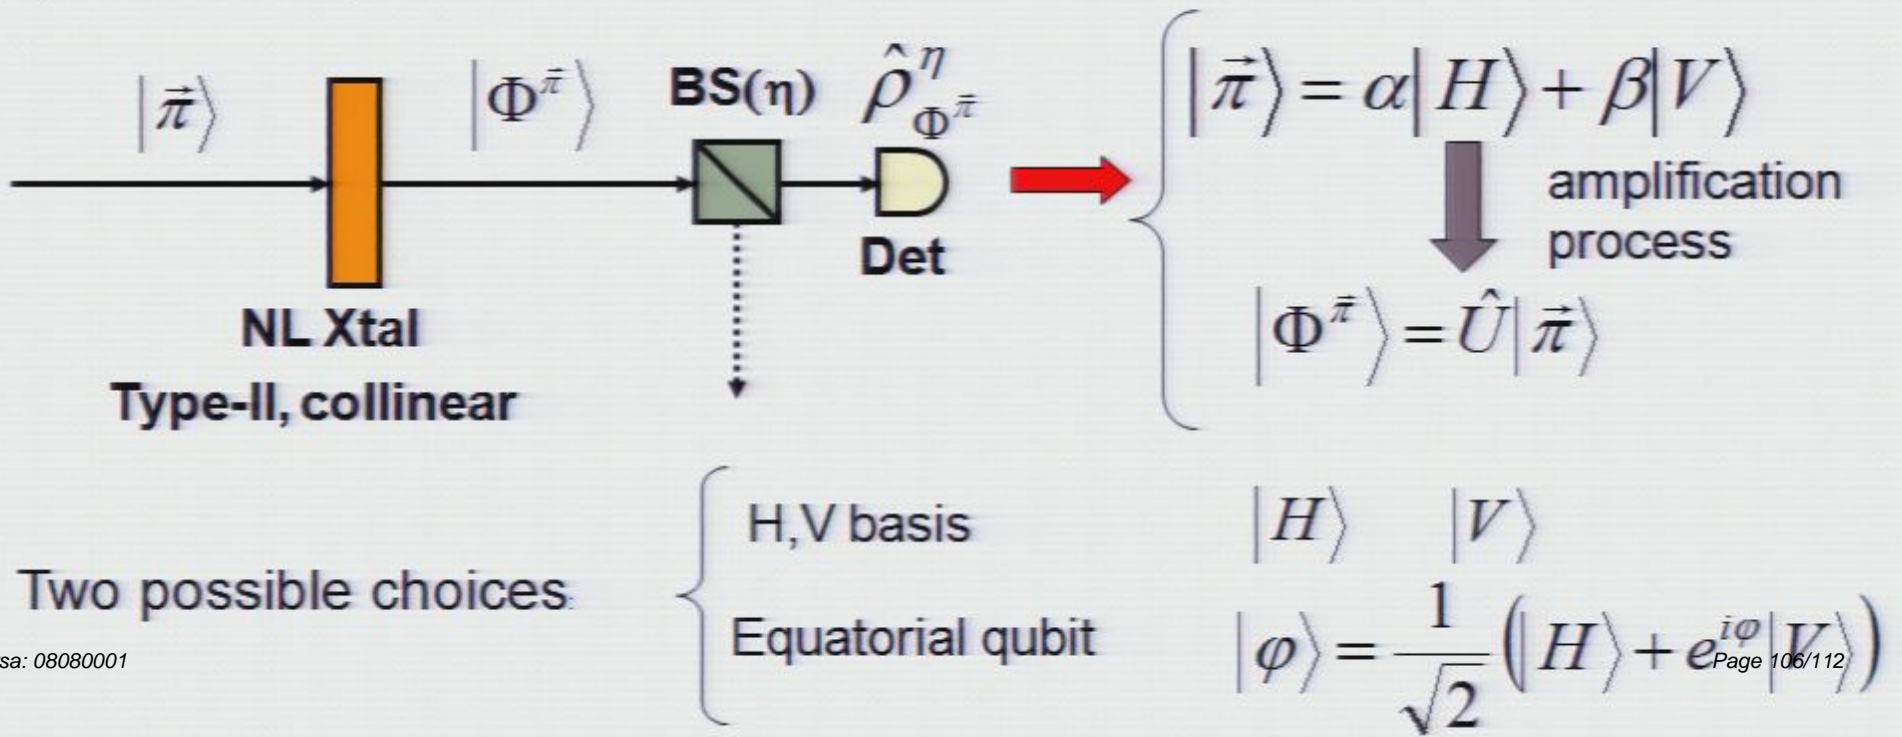 |π⃗⟩
|Φ^π⃗⟩
BS(η)
ρ̂^η_Φ^π⃗
Det
NL Xtal
Type-II, collinear
|π⃗⟩ = α|H⟩ + β|V⟩
amplification
process
|Φ^π⃗⟩ = Û|π⃗⟩
Two possible choices:
H,V basis
|H⟩ |V⟩
Equatorial qubit
|φ⟩ = 1/√2 (|H⟩ + e^{iφ}|V⟩)
rsa: 08080001
Page 106/112